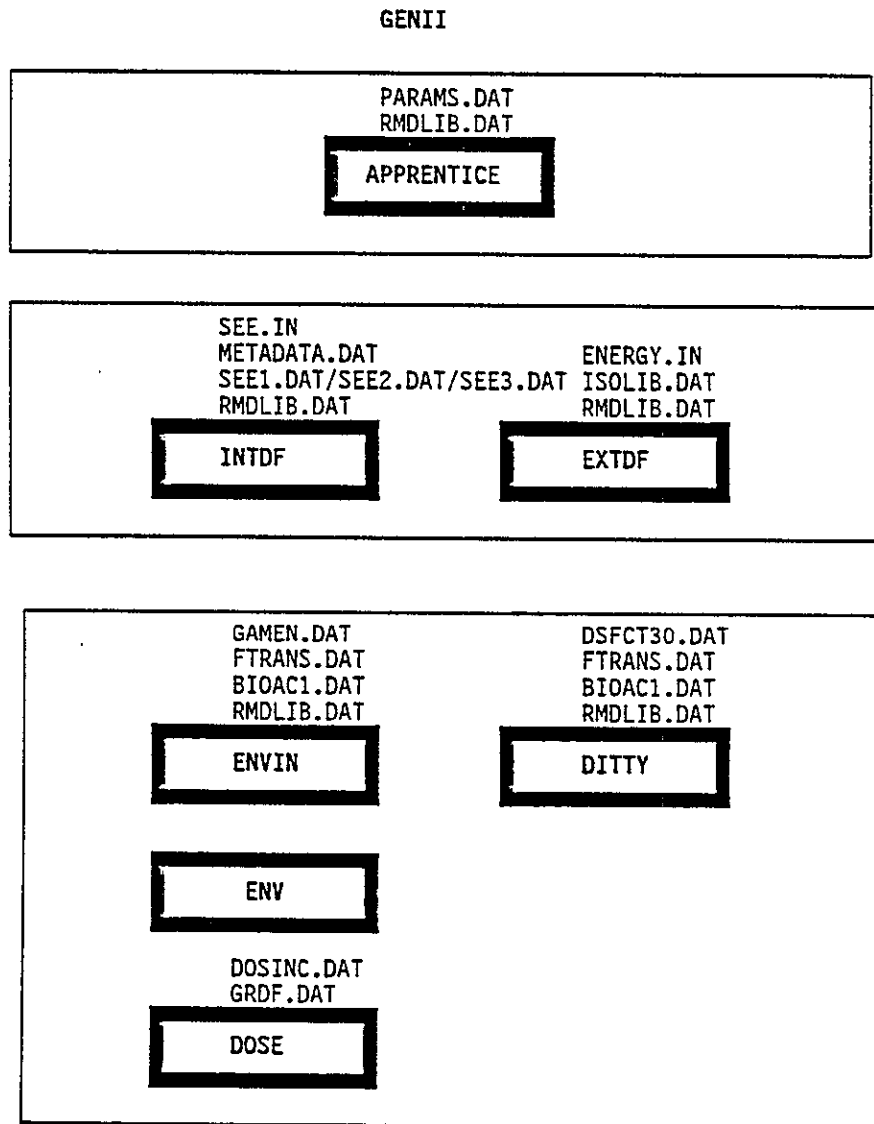 GENII
PARAMS.DAT
RMDLIB.DAT
APPRENTICE
SEE.IN
METADATA.DAT
SEE1.DAT/SEE2.DAT/SEE3.DAT
RMDLIB.DAT
INTDF
ENERGY.IN
ISOLIB.DAT
RMDLIB.DAT
EXTDF
GAMEN.DAT
FTRANS.DAT
BIOAC1.DAT
RMDLIB.DAT
ENVIN
DSFCT30.DAT
FTRANS.DAT
BIOAC1.DAT
RMDLIB.DAT
DITTY
ENV
DOSINC.DAT
GRDF.DAT
DOSE